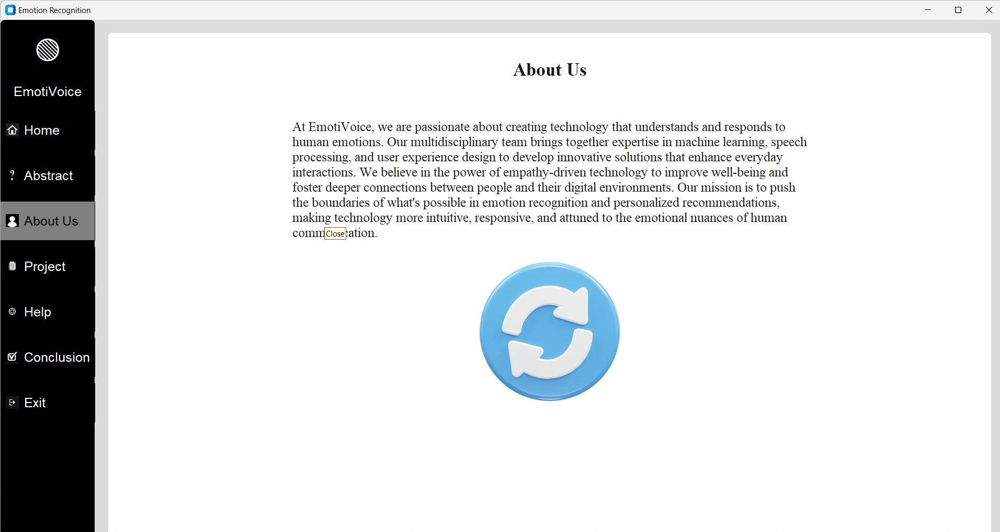 Emotion Recognition
EmotiVoice
Home
Abstract
About Us
Project
Help
Conclusion
Exit
About Us
At EmotiVoice, we are passionate about creating technology that understands and responds to
human emotions. Our multidisciplinary team brings together expertise in machine learning, speech
processing, and user experience design to develop innovative solutions that enhance everyday
interactions. We believe in the power of empathy-driven technology to improve well-being and
foster deeper connections between people and their digital environments. Our mission is to push
the boundaries of what's possible in emotion recognition and personalized recommendations,
making technology more intuitive, responsive, and attuned to the emotional nuances of human
Close